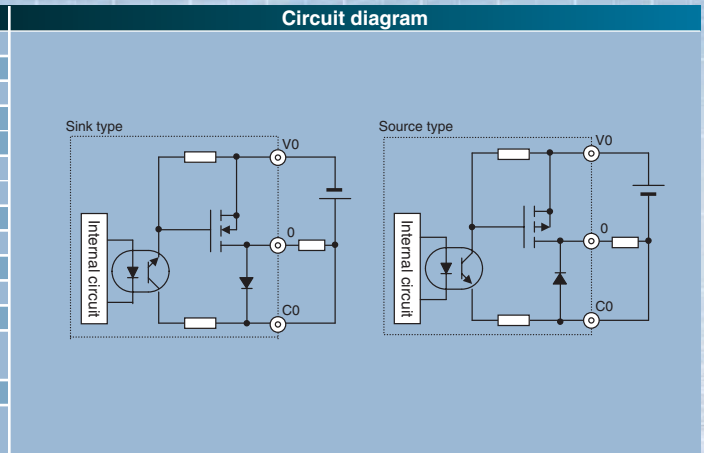 Circuit diagram
Sink type
V0
Internal circuit
0
C0
Source type
V0
Internal circuit
0
C0